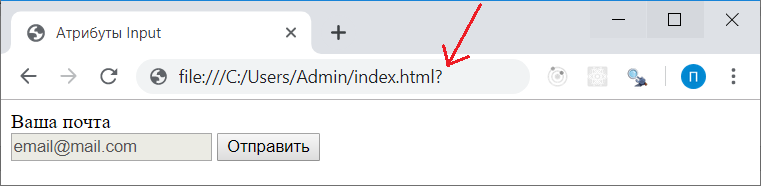 Атрибуты Input
file:///C:/Users/Admin/index.html?
П
Ваша почта
email@mail.com Отправить